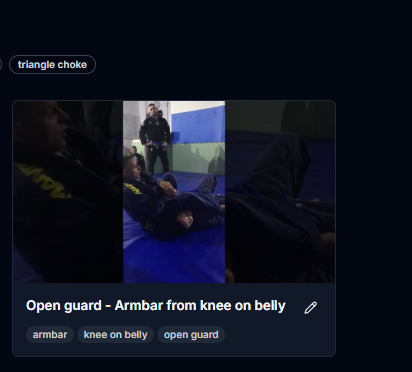 triangle choke
Open guard - Armbar from knee on belly
armbar
knee on belly
open guard